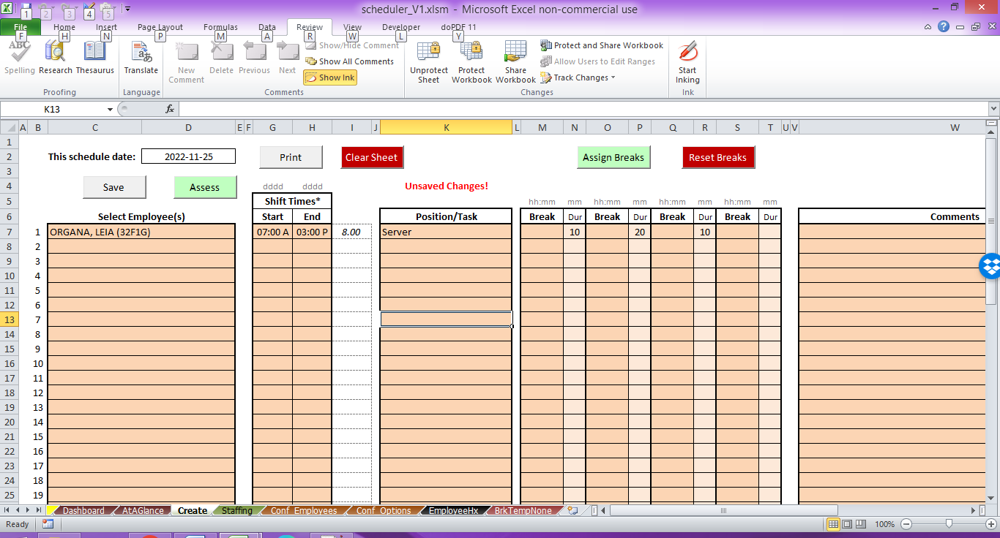 scheduler_V1.xlsm - Microsoft Excel non-commercial use
1 2 3 4 5
File Home Insert Page Layout Formulas Data Review View Developer doPDF 11
F H N P M A R W L Y
ABC
Spelling Research Thesaurus Translate New Comment Delete Previous Next Show/Hide Comment
Show All Comments
Show Ink
Unprotect Sheet Protect Workbook Share Workbook Protect and Share Workbook
Allow Users to Edit Ranges
Track Changes
Start Inking
Proofing Language Comments Changes Ink
K13 fx
A B C D E F G H I J K L M N O P Q R S T U V W
1
2 This schedule date: 2022-11-25 Print Clear Sheet Assign Breaks Reset Breaks
3
4 Save Assess dddd dddd Unsaved Changes!
5 Shift Times* hh:mm mm hh:mm mm hh:mm mm hh:mm mm
6 Select Employee(s) Start End Position/Task Break Dur Break Dur Break Dur Break Dur Comments
7 1 ORGANA, LEIA (32F1G) 07:00 A 03:00 P 8.00 Server 10 20 10
8 2
9 3
10 4
11 5
12 6
13 7
14 8
15 9
16 10
17 11
18 12
19 13
20 14
21 15
22 16
23 17
24 18
25 19
Dashboard AtAGlance Create Staffing Conf_Employees Conf_Options EmployeeHx BrkTempNone
Ready 100%